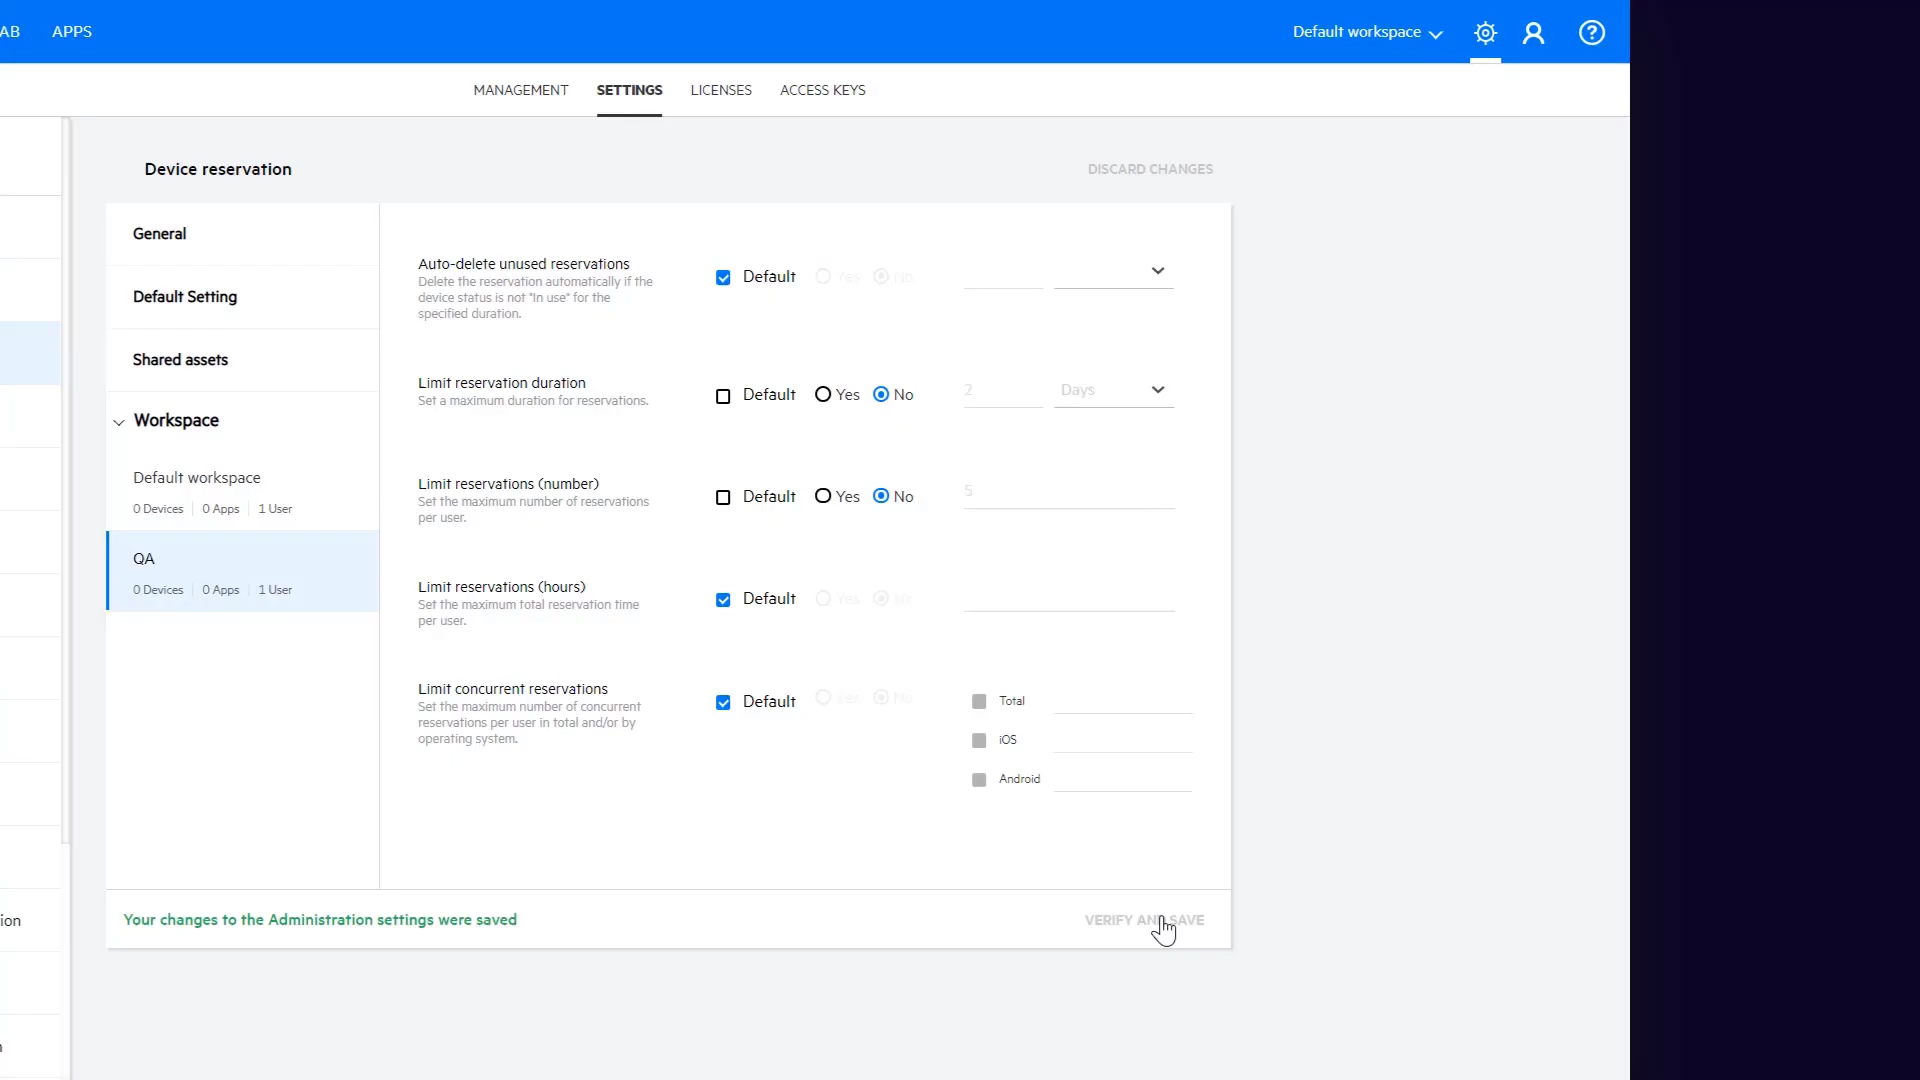 AB APPS Default workspace
MANAGEMENT SETTINGS LICENSES ACCESS KEYS
Device reservation DISCARD CHANGES
General
Default Setting
Shared assets
Workspace
Default workspace
0 Devices 0 Apps 1 User
QA
0 Devices 0 Apps 1 User
Auto-delete unused reservations
Delete the reservation automatically if the
device status is not "In use" for the
specified duration.
Default Yes No
Limit reservation duration
Set a maximum duration for reservations.
Default Yes No 2 Days
Limit reservations (number)
Set the maximum number of reservations
per user.
Default Yes No 5
Limit reservations (hours)
Set the maximum total reservation time
per user.
Default Yes No
Limit concurrent reservations
Set the maximum number of concurrent
reservations per user in total and/or by
operating system.
Default Yes No
Total
iOS
Android
ion
Your changes to the Administration settings were saved VERIFY AND SAVE